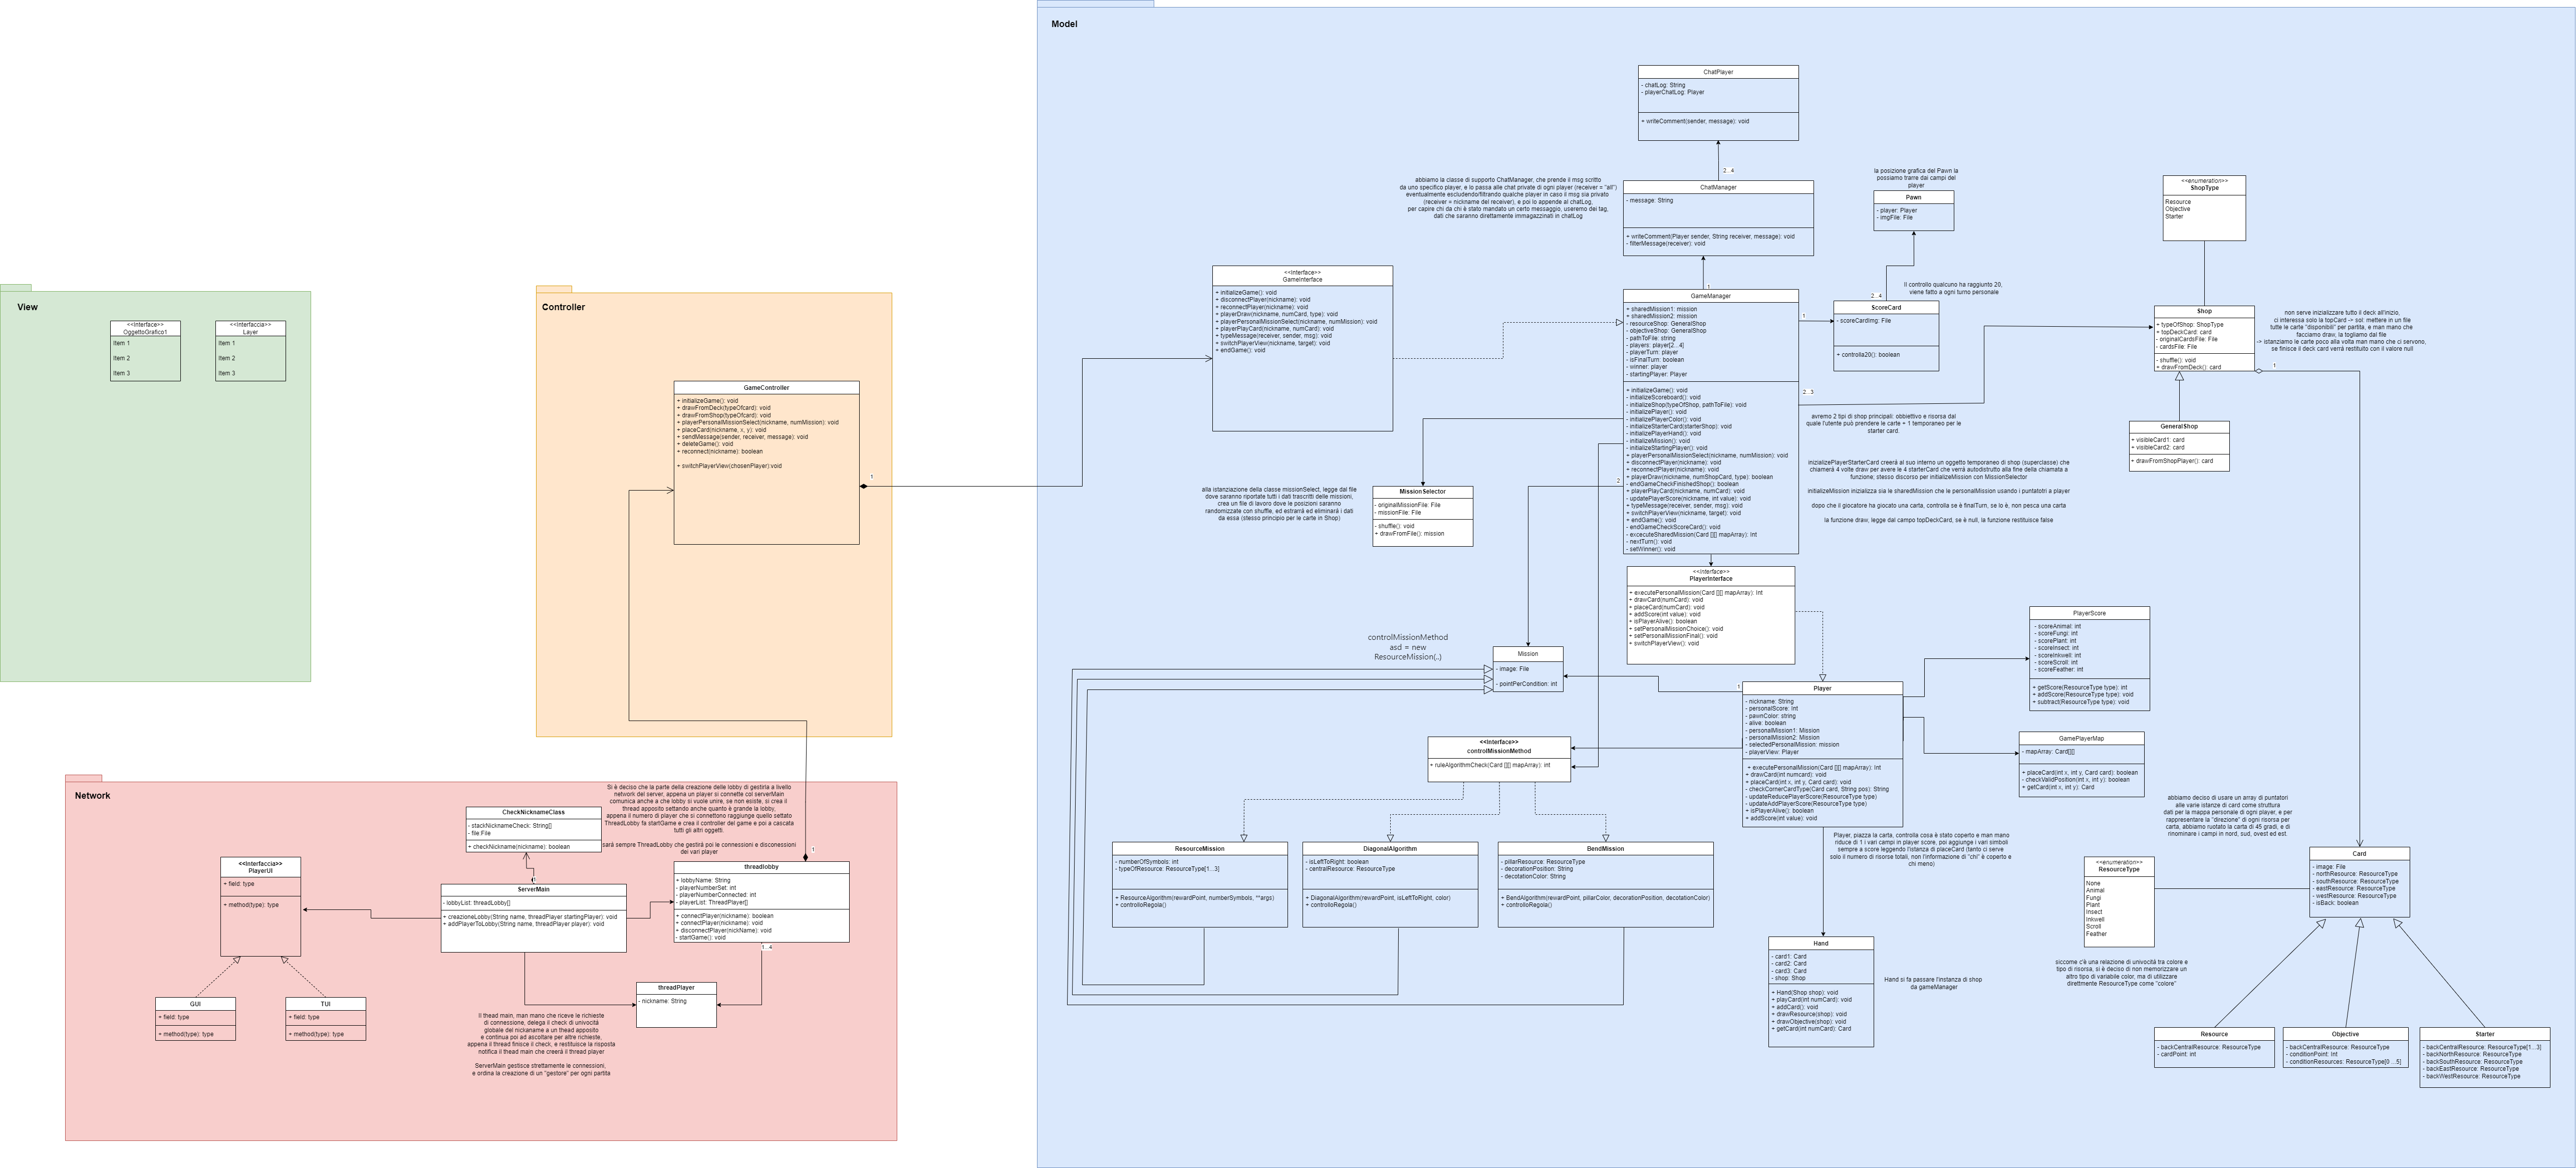 Model
ChatPlayer
- chatLog: String
- playerChatLog: Player
+ writeComment(sender, message): void
2...4
abbiamo la classe di supporto ChatManager, che prende il msg scritto
da uno specifico player, e lo passa alle chat private di ogni player (receiver = "all")
eventualmente escludendo/filtrando qualche player in caso il msg sia privato
(receiver = nickname del receiver), e poi lo appende al chatLog,
per capire chi da chi è stato mandato un certo messaggio, useremo dei tag,
dati che saranno direttamente immagazzinati in chatLog
ChatManager
- message: String
+ writeComment(Player sender, String receiver, message): void
- filterMessage(receiver): void
la posizione grafica del Pawn la
possiamo trarre dai campi del
player
Pawn
- player: Player
- imgFile: File
<<enumeration>>
ShopType
Resource
Objective
Starter
<<Interface>>
GameInterface
+ initializeGame(): void
+ disconnectPlayer(nickname): void
+ reconnectPlayer(nickname): void
+ playerDraw(nickname, numCard, type): void
+ playerPersonalMissionSelect(nickname, numMission): void
+ playerPlayCard(nickname, numCard): void
+ typeMessage(receiver, sender, msg): void
+ switchPlayerView(nickname, target): void
+ endGame(): void
1
GameManager
+ sharedMission1: mission
+ sharedMission2: mission
- resourceShop: GeneralShop
- objectiveShop: GeneralShop
- pathToFile: string
- players: player[2...4]
- playerTurn: player
- isFinalTurn: boolean
- winner: player
- startingPlayer: Player
+ initializeGame(): void
- initializeScoreboard(): void
- initializeShop(typeOfShop, pathToFile): void
- initializePlayer(): void
- initializePlayerColor(): void
- initializeStarterCard(starterShop): void
- initializePlayerHand(): void
- initializeMission(): void
- initializeStartingPlayer(): void
+ playerPersonalMissionSelect(nickname, numMission): void
+ disconnectPlayer(nickname): void
+ reconnectPlayer(nickname): void
+ playerDraw(nickname, numShopCard, type): boolean
- endGameCheckFinishedShop(): boolean
+ playerPlayCard(nickname, numCard): void
- updatePlayerScore(nickname, int value): void
+ typeMessage(receiver, sender, msg): void
+ switchPlayerView(nickname, target): void
+ endGame(): void
- endGameCheckScoreCard(): void
- excecuteSharedMission(Card [][] mapArray): Int
- nextTurn(): void
- setWinner(): void
2...4
Il controllo qualcuno ha raggiunto 20,
viene fatto a ogni turno personale
1
ScoreCard
- scoreCardImg: File
+ controlla20(): boolean
Shop
+ typeOfShop: ShopType
+ topDeckCard: card
- originalCardsFile: File
- cardsFile: File
- shuffle(): void
+ drawFromDeck(): card
non serve inizializzare tutto il deck all'inizio,
ci interessa solo la topCard -> sol: mettere in un file
tutte le carte "disponibili" per partita, e man mano che
facciamo draw, la togliamo dal file
-> istanziamo le carte poco alla volta man mano che ci servono,
se finisce il deck card verrà restituito con il valore null
1
2...3
avremo 2 tipi di shop principali: obbiettivo e risorsa dal
quale l'utente può prendere le carte + 1 temporaneo per le
starter card.
GeneralShop
+ visibleCard1: card
+ visibleCard2: card
+ drawFromShopPlayer(): card
inizializePlayerStarterCard creerà al suo interno un oggetto temporaneo di shop (superclasse) che
chiamerà 4 volte draw per avere le 4 starterCard che verrà autodistrutto alla fine della chiamata a
funzione; stesso discorso per initializeMission con MissionSelector
initializeMission inizializza sia le sharedMission che le personalMission usando i puntatotri a player
dopo che il giocatore ha giocato una carta, controlla se è finalTurn, se lo è, non pesca una carta
la funzione draw, legge dal campo topDeckCard, se è null, la funzione restituisce false
View
<<Interface>>
OggettoGrafico1
Item 1
Item 2
Item 3
<<Interfaccia>>
Layer
Item 1
Item 2
Item 3
Controller
GameController
+ initializeGame(): void
+ drawFromDeck(typeOfcard): void
+ drawFromShop(typeOfcard): void
+ playerPersonalMissionSelect(nickname, numMission): void
+ placeCard(nickname, x, y): void
+ sendMessage(sender, receiver, message): void
+ deleteGame(): void
+ reconnect(nickname): boolean
+ switchPlayerView(chosenPlayer):void
1
alla istanziazione della classe missionSelect, legge dal file
dove saranno riportate tutti i dati trascritti delle missioni,
crea un file di lavoro dove le posizioni saranno
randomizzate con shuffle, ed estrarrà ed eliminarà i dati
da essa (stesso principio per le carte in Shop)
MissionSelector
- originalMissionFile: File
- missionFile: File
- shuffle(): void
+ drawFromFile(): mission
2
<<Interface>>
PlayerInterface
+ executePersonalMission(Card [][] mapArray): Int
+ drawCard(numCard): void
+ placeCard(numCard): void
+ addScore(int value): void
+ isPlayerAlive(): boolean
+ setPersonalMissionChoice(): void
+ setPersonalMissionFinal(): void
+ switchPlayerView(): void
controlMissionMethod
asd = new
ResourceMission(..)
Mission
- image: File
- pointPerCondition: int
1
Player
- nickname: String
- personalScore: Int
- pawnColor: string
- alive: boolean
- personalMission1: Mission
- personalMission2: Mission
- selectedPersonalMission: mission
- playerView: Player
+ executePersonalMission(Card [][] mapArray): Int
+ drawCard(int numcard): void
+ placeCard(int x, int y, Card card): void
- checkCornerCardType(Card card, String pos): String
- updateReducePlayerScore(ResourceType type)
- updateAddPlayerScore(ResourceType type)
+ isPlayerAlive(): boolean
+ addScore(int value): void
PlayerScore
- scoreAnimal: int
- scoreFungi: int
- scorePlant: int
- scoreInsect: int
- scoreInkwell: int
- scoreScroll: int
- scoreFeather: int
+ getScore(ResourceType type): int
+ addScore(ResourceType type): void
+ subtract(ResourceType type): void
GamePlayerMap
- mapArray: Card[][]
+ placeCard(int x, int y, Card card): boolean
- checkValidPosition(int x, int y): boolean
+ getCard(int x, int y): Card
<<Interface>>
controlMissionMethod
+ ruleAlgorithmCheck(Card [][] mapArray): int
ResourceMission
- numberOfSymbols: int
- typeOfResource: ResourceType[1...3]
+ ResourceAlgorithm(rewardPoint, numberSymbols, **args)
+ controlloRegola()
DiagonalAlgorithm
- isLeftToRight: boolean
- centralResource: ResourceType
+ DiagonalAlgorithm(rewardPoint, isLeftToRight, color)
+ controlloRegola()
BendMission
- pillarResource: ResourceType
- decorationPosition: String
- decotationColor: String
+ BendAlgorithm(rewardPoint, pillarColor, decorationPosition, decotationColor)
+ controlloRegola()
Player, piazza la carta, controlla cosa è stato coperto e man mano
riduce di 1 i vari campi in player score, poi aggiunge i vari simboli
sempre a score leggendo l'istanza di placeCard (tanto ci serve
solo il numero di risorse totali, non l'informazione di "chi" è coperto e
chi meno)
abbiamo deciso di usare un array di puntatori
alle varie istanze di card come struttura
dati per la mappa personale di ogni player, e per
rappresentare la "direzione" di ogni risorsa per
carta, abbiamo ruotato la carta di 45 gradi, e di
rinominare i campi in nord, sud, ovest ed est.
<<enumeration>>
ResourceType
None
Animal
Fungi
Plant
Insect
Inkwell
Scroll
Feather
Card
- image: File
- northResource: ResourceType
- southResource: ResourceType
- eastResource: ResourceType
- westResource: ResourceType
- isBack: boolean
siccome c'è una relazione di univocità tra colore e
tipo di risorsa, si è deciso di non memorizzare un
altro tipo di variabile color, ma di utilizzare
direttmente ResourceType come "colore"
Hand
- card1: Card
- card2: Card
- card3: Card
- shop: Shop
+ Hand(Shop shop): void
+ playCard(int numCard): void
+ addCard(): void
+ drawResource(shop): void
+ drawObjective(shop): void
+ getCard(int numCard): Card
Hand si fa passare l'instanza di shop
da gameManager
Resource
- backCentralResource: ResourceType
- cardPoint: int
Objective
- backCentralResource: ResourceType
- conditionPoint: Int
- conditionResources: ResourceType[0 ...5]
Starter
- backCentralResource: ResourceType[1...3]
- backNorthResource: ResourceType
- backSouthResource: ResourceType
- backEastResource: ResourceType
- backWestResource: ResourceType
Network
Si è deciso che la parte della creazione delle lobby di gestirla a livello
network del server, appena un player si connette col serverMain
comunica anche a che lobby si vuole unire, se non esiste, si crea il
thread apposito settando anche quanto è grande la lobby,
appena il numero di player che si connettono raggiunge quello settato
ThreadLobby fa startGame e crea il controller del game e poi a cascata
tutti gli altri oggetti.
sarà sempre ThreadLobby che gestirà poi le connessioni e disconessioni
dei vari player
CheckNicknameClass
- stackNicknameCheck: String[]
- file:File
+ checkNickname(nickname): boolean
<<Interfaccia>>
PlayerUI
+ field: type
+ method(type): type
1
ServerMain
- lobbyList: threadLobby[]
+ creazioneLobby(String name, threadPlayer startingPlayer): void
+ addPlayerToLobby(String name, threadPlayer player): void
1
threadlobby
+ lobbyName: String
- playerNumberSet: int
- playerNumberConnected: int
- playerList: ThreadPlayer[]
+ connectPlayer(nickname): boolean
+ connectPlayer(nickname): void
+ disconnectPlayer(nickName): void
- startGame(): void
1...4
threadPlayer
- nickname: String
GUI
+ field: type
+ method(type): type
TUI
+ field: type
+ method(type): type
Il thead main, man mano che riceve le richieste
di connessione, delega il check di univocità
globale del nickaname a un thead apposito
e continua poi ad ascoltare per altre richieste,
appena il thread finisce il check, e restituisce la risposta
notifica il thead main che creerà il thread player
ServerMain gestisce strettamente le connessioni,
e ordina la creazione di un "gestore" per ogni partita